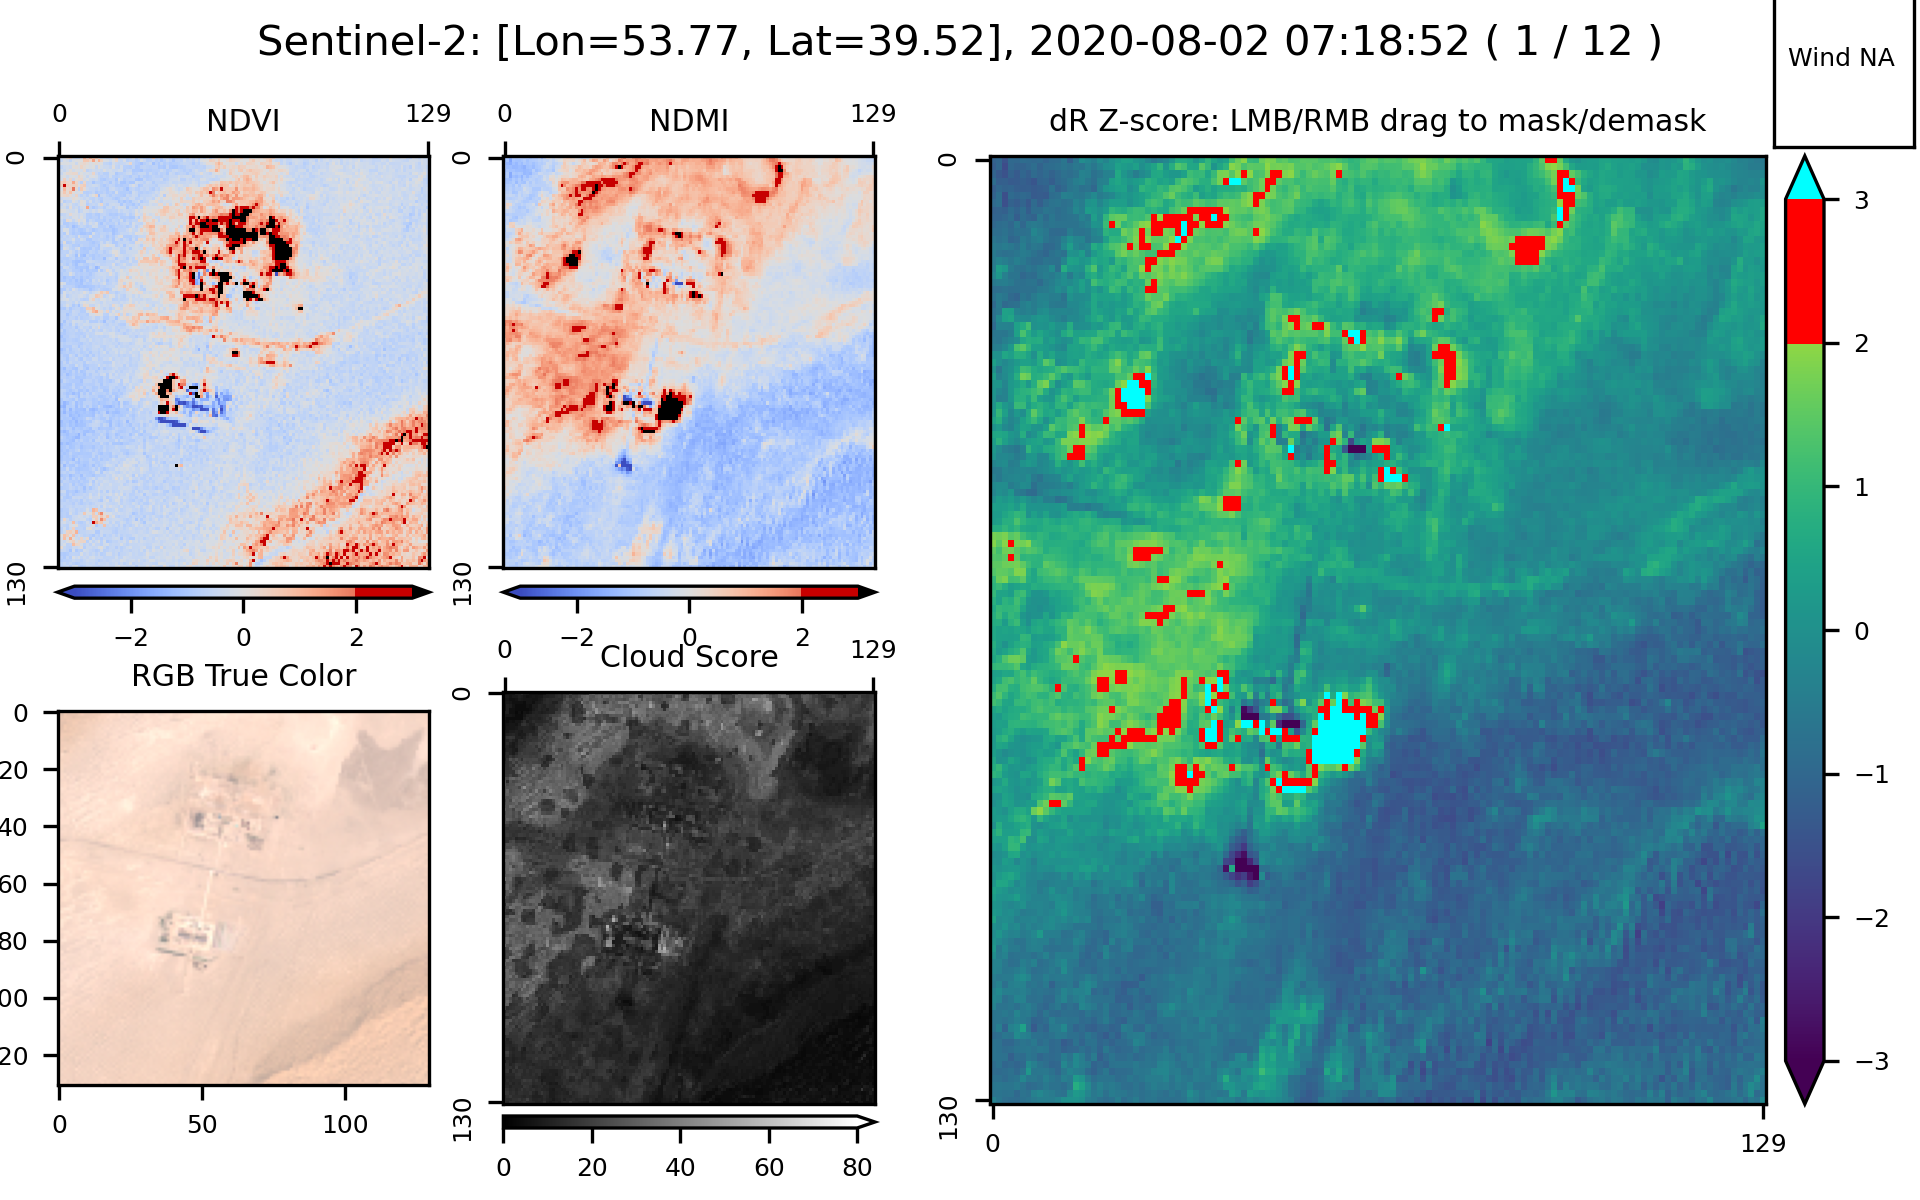 Sentinel-2: [Lon=53.77, Lat=39.52], 2020-08-02 07:18:52 ( 1 / 12 )
Wind NA
0 129
NDVI
0
130
−2 0 2
0 129
NDMI
0
130
−2 0 2
dR Z-score: LMB/RMB drag to mask/demask
0
130
0 129
3
2
1
0
−1
−2
−3
RGB True Color
0
20
40
60
80
00
20
0 50 100
0 129
Cloud Score
0
130
0 20 40 60 80